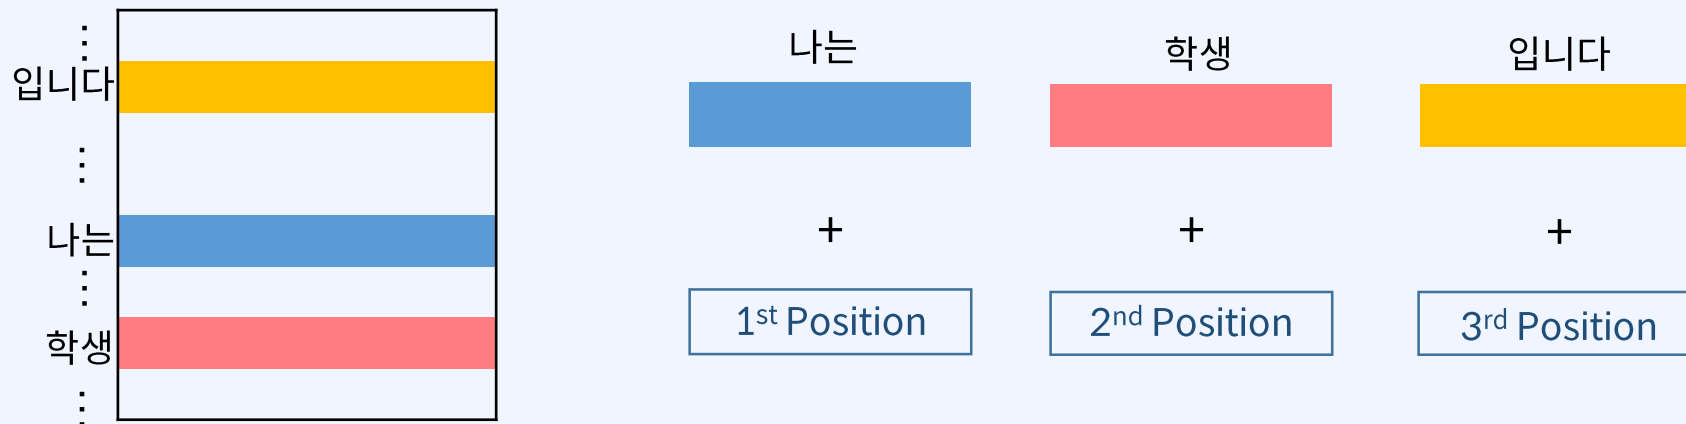 ⋮
입니다
⋮
나는
⋮
학생
⋮
나는 학생 입니다
+ + +
1st Position 2nd Position 3rd Position